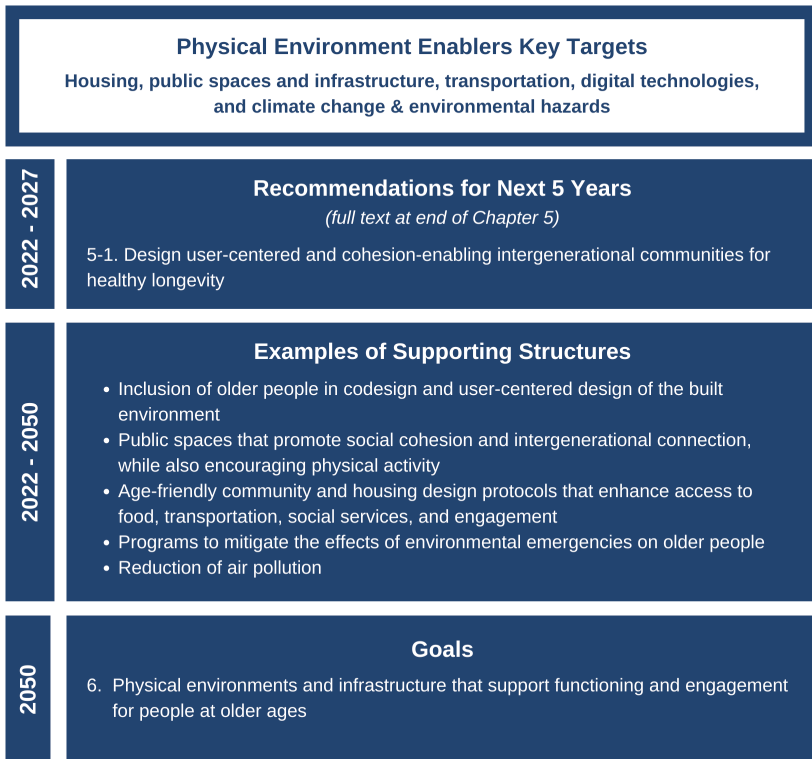 Physical Environment Enablers Key Targets
Housing, public spaces and infrastructure, transportation, digital technologies,
and climate change & environmental hazards
2022 - 2027
Recommendations for Next 5 Years
(full text at end of Chapter 5)
5-1. Design user-centered and cohesion-enabling intergenerational communities for
healthy longevity
2022 - 2050
Examples of Supporting Structures
• Inclusion of older people in codesign and user-centered design of the built
environment
• Public spaces that promote social cohesion and intergenerational connection,
while also encouraging physical activity
• Age-friendly community and housing design protocols that enhance access to
food, transportation, social services, and engagement
• Programs to mitigate the effects of environmental emergencies on older people
• Reduction of air pollution
2050
Goals
6. Physical environments and infrastructure that support functioning and engagement
for people at older ages